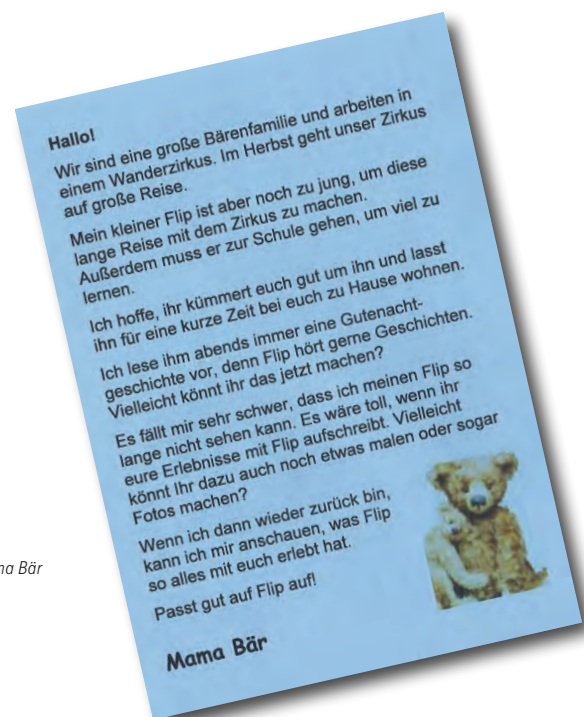 Hallo!
Wir sind eine große Bärenfamilie und arbeiten in
einem Wanderzirkus. Im Herbst geht unser Zirkus
auf große Reise.
Mein kleiner Flip ist aber noch zu jung, um diese
lange Reise mit dem Zirkus zu machen.
Außerdem muss er zur Schule gehen, um viel zu
lernen.
Ich hoffe, ihr kümmert euch gut um ihn und lasst
ihn für eine kurze Zeit bei euch zu Hause wohnen.
Ich lese ihm abends immer eine Gutenacht-
geschichte vor, denn Flip hört gerne Geschichten.
Vielleicht könnt ihr das jetzt machen?
Es fällt mir sehr schwer, dass ich meinen Flip so
lange nicht sehen kann. Es wäre toll, wenn ihr
eure Erlebnisse mit Flip aufschreibt. Vielleicht
könnt Ihr dazu auch noch etwas malen oder sogar
Fotos machen?
Wenn ich dann wieder zurück bin,
kann ich mir anschauen, was Flip
so alles mit euch erlebt hat.
Passt gut auf Flip auf!
Mama Bär
na Bär